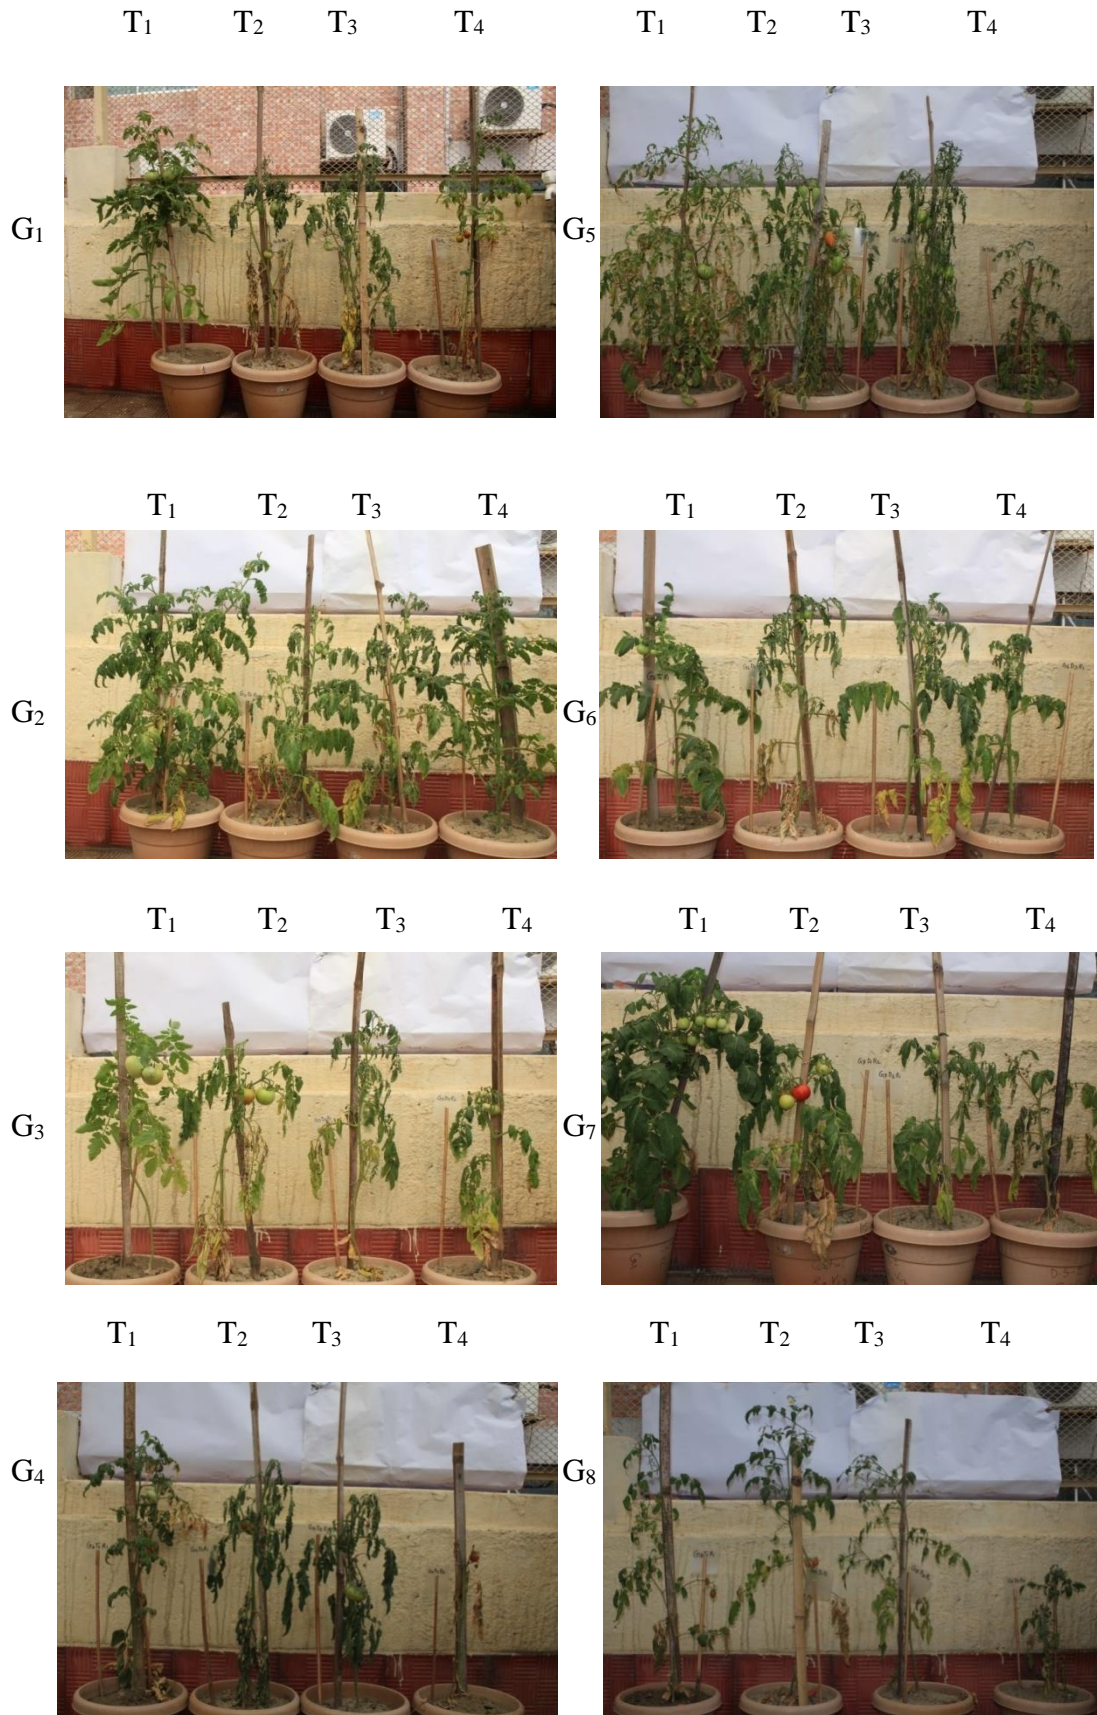 T₁ T₂ T₃ T₄ T₁ T₂ T₃ T₄
G₁ G₅
T₁ T₂ T₃ T₄ T₁ T₂ T₃ T₄
G₂ G₆
T₁ T₂ T₃ T₄ T₁ T₂ T₃ T₄
G₃ G₇
T₁ T₂ T₃ T₄ T₁ T₂ T₃ T₄
G₄ G₈